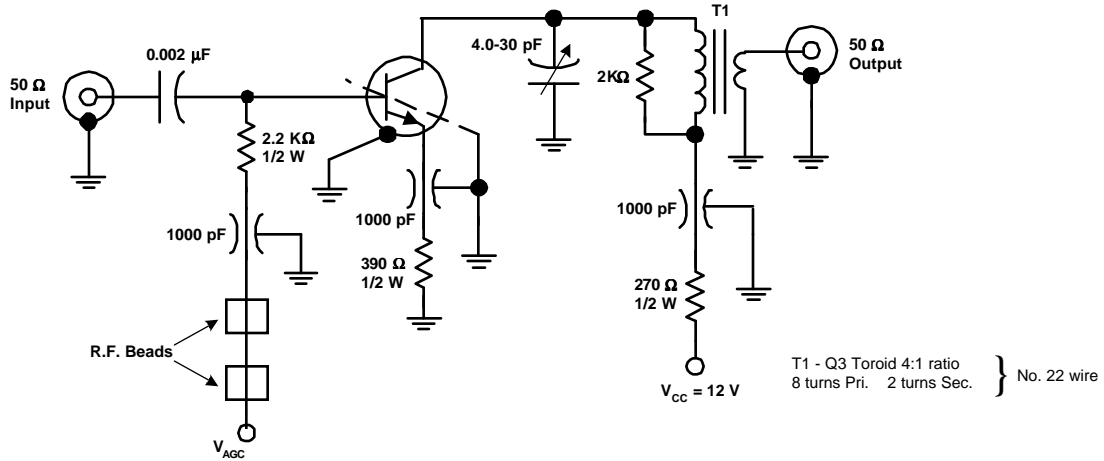 T1
0.002 µF
4.0-30 pF
50 Ω
Input
2KΩ
50 Ω
Output
2.2 KΩ
1/2 W
1000 pF
1000 pF
1000 pF
390 Ω
1/2 W
270 Ω
1/2 W
R.F. Beads
VCC = 12 V
VAGC
T1 - Q3 Toroid 4:1 ratio
8 turns Pri. 2 turns Sec.
} No. 22 wire